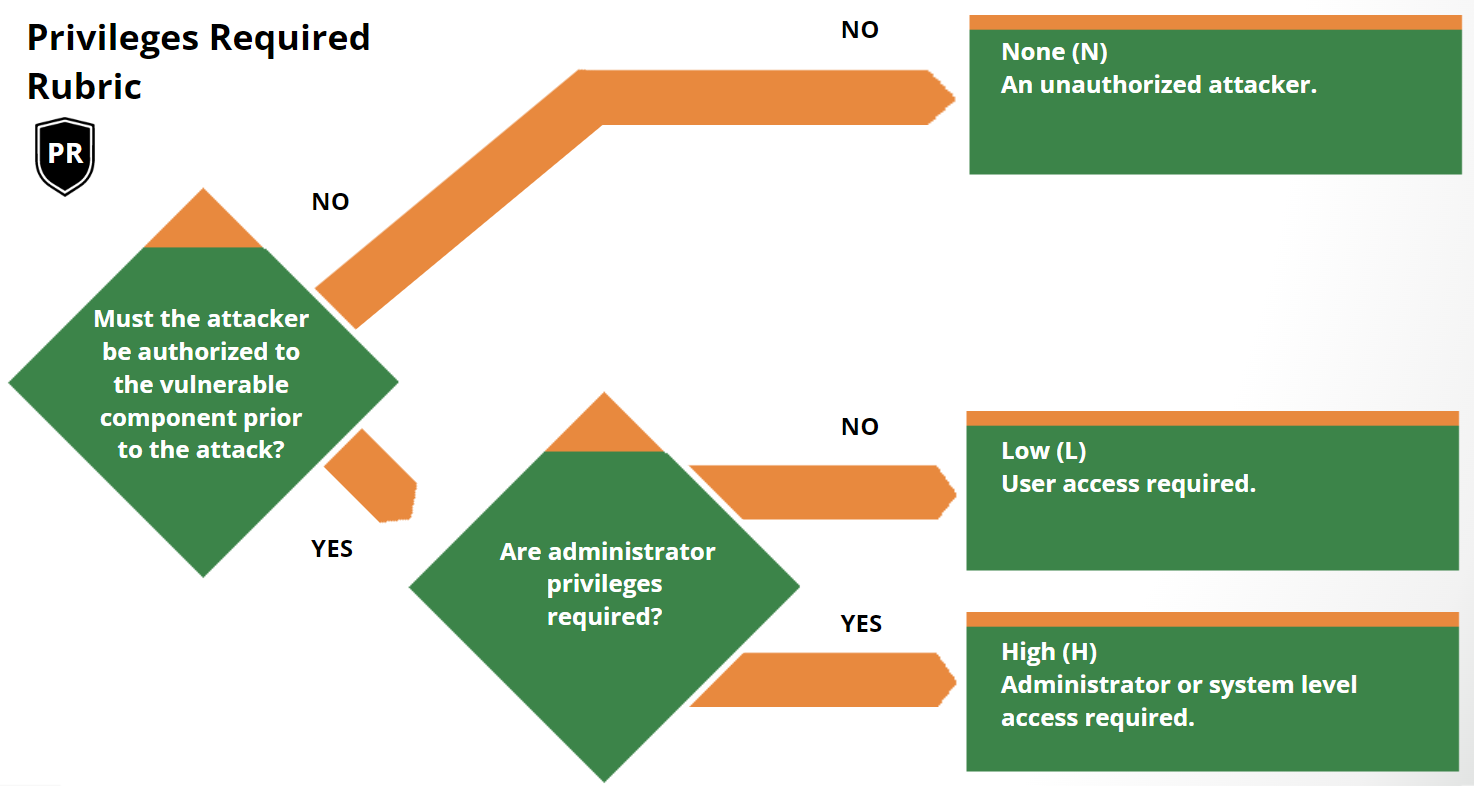 Privileges Required
Rubric
PR
NO
None (N)
An unauthorized attacker.
NO
Must the attacker
be authorized to
the vulnerable
component prior
to the attack?
YES
Are administrator
privileges
required?
NO
Low (L)
User access required.
YES
High (H)
Administrator or system level
access required.